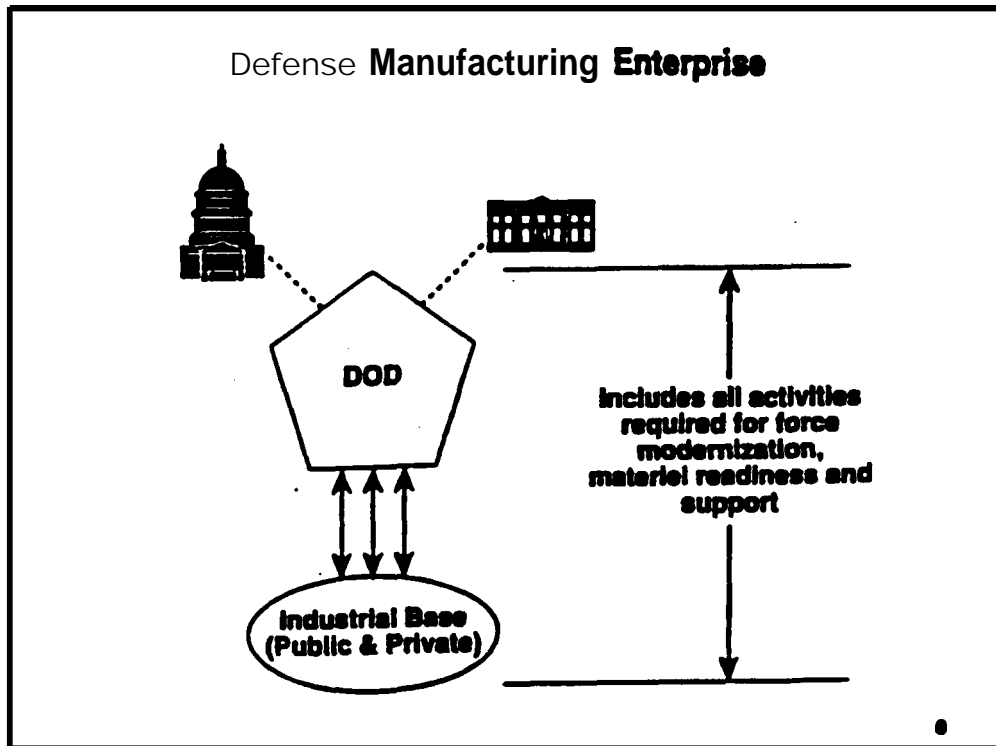 Defense Manufacturing Enterprise
DOD
Includes all activities
required for force
modernization,
materiel readiness and
support
Industrial Base
(Public & Private)